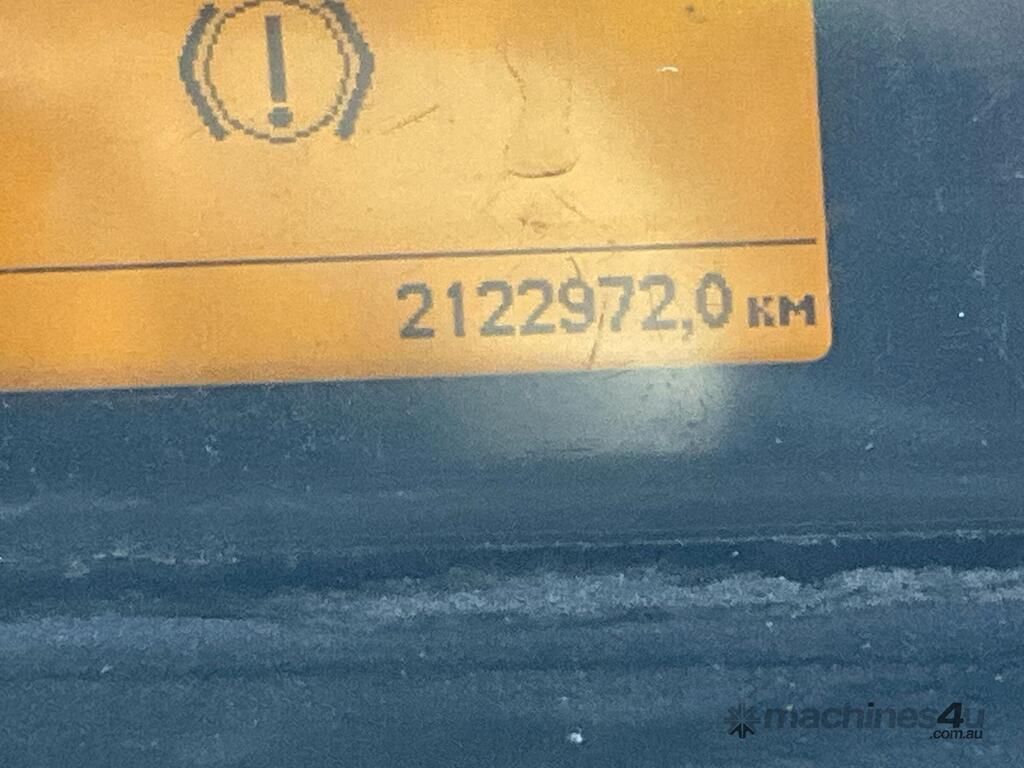 !
2122972,0 км
machines4u
.com.au